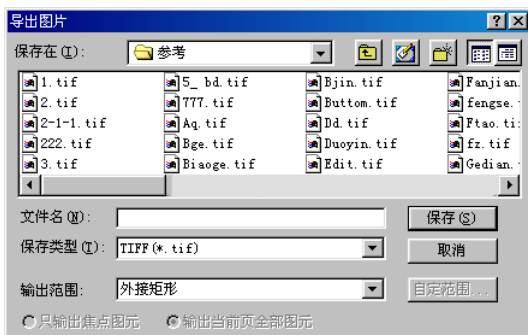 导出图片
保存在(I): 参考
1.tif 5_ bd.tif Bjin.tif Fanjian.
2.tif 777.tif Buttom.tif fengse.
2-1-1.tif Aq.tif Dd.tif Ftao.ti
222.tif Bge.tif Duoyin.tif fz.tif
3.tif Biaoge.tif Edit.tif Gedian.
文件名(N): 保存(S)
保存类型(T): TIFF(*.tif) 取消
输出范围: 外接矩形 自定范围...
只输出焦点图元 输出当前页全部图元